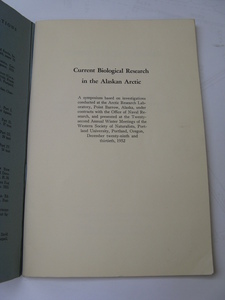 Current Biological Research
in the Alaskan Arctic
A symposium based on investigations
conducted at the Arctic Research Lab-
oratory, Point Barrow, Alaska, under
contracts with the Office of Naval Re-
search, and presented at the Twenty-
second Annual Winter Meetings of the
Western Society of Naturalists, Port-
land University, Portland, Oregon,
December twenty-ninth and
thirtieth, 1952